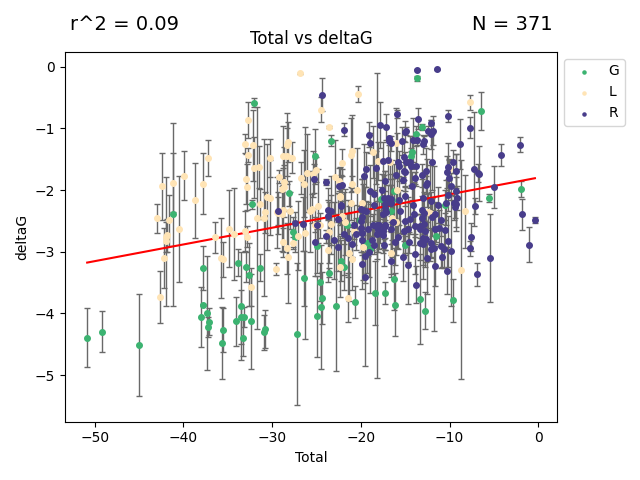 r^2 = 0.09 N = 371
Total vs deltaG
0
−1
−2
−3
−4
−5
deltaG
−50 −40 −30 −20 −10 0
Total
G
L
R